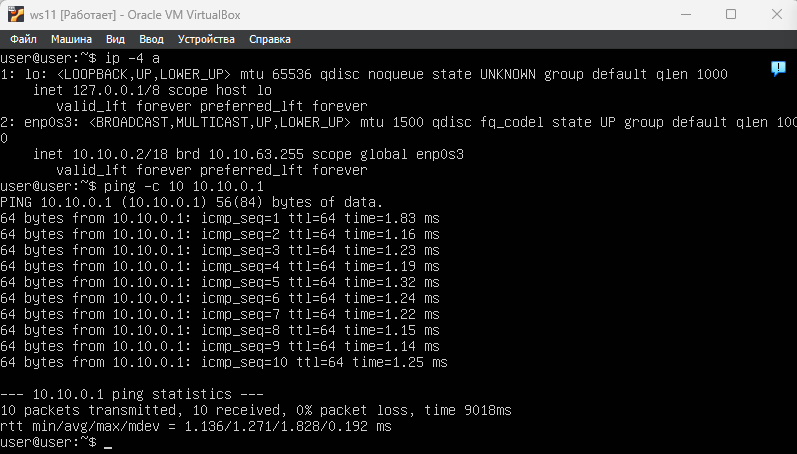 ws11 [Работает] - Oracle VM VirtualBox
Файл Машина Вид Ввод Устройства Справка
user@user:~$ ip -4 a
1: lo: <LOOPBACK,UP,LOWER_UP> mtu 65536 qdisc noqueue state UNKNOWN group default qlen 1000
    inet 127.0.0.1/8 scope host lo
       valid_lft forever preferred_lft forever
2: enp0s3: <BROADCAST,MULTICAST,UP,LOWER_UP> mtu 1500 qdisc fq_codel state UP group default qlen 100
0
    inet 10.10.0.2/18 brd 10.10.63.255 scope global enp0s3
       valid_lft forever preferred_lft forever
user@user:~$ ping -c 10 10.10.0.1
PING 10.10.0.1 (10.10.0.1) 56(84) bytes of data.
64 bytes from 10.10.0.1: icmp_seq=1 ttl=64 time=1.83 ms
64 bytes from 10.10.0.1: icmp_seq=2 ttl=64 time=1.16 ms
64 bytes from 10.10.0.1: icmp_seq=3 ttl=64 time=1.23 ms
64 bytes from 10.10.0.1: icmp_seq=4 ttl=64 time=1.19 ms
64 bytes from 10.10.0.1: icmp_seq=5 ttl=64 time=1.32 ms
64 bytes from 10.10.0.1: icmp_seq=6 ttl=64 time=1.24 ms
64 bytes from 10.10.0.1: icmp_seq=7 ttl=64 time=1.22 ms
64 bytes from 10.10.0.1: icmp_seq=8 ttl=64 time=1.15 ms
64 bytes from 10.10.0.1: icmp_seq=9 ttl=64 time=1.14 ms
64 bytes from 10.10.0.1: icmp_seq=10 ttl=64 time=1.25 ms
--- 10.10.0.1 ping statistics ---
10 packets transmitted, 10 received, 0% packet loss, time 9018ms
rtt min/avg/max/mdev = 1.136/1.271/1.828/0.192 ms
user@user:~$ _